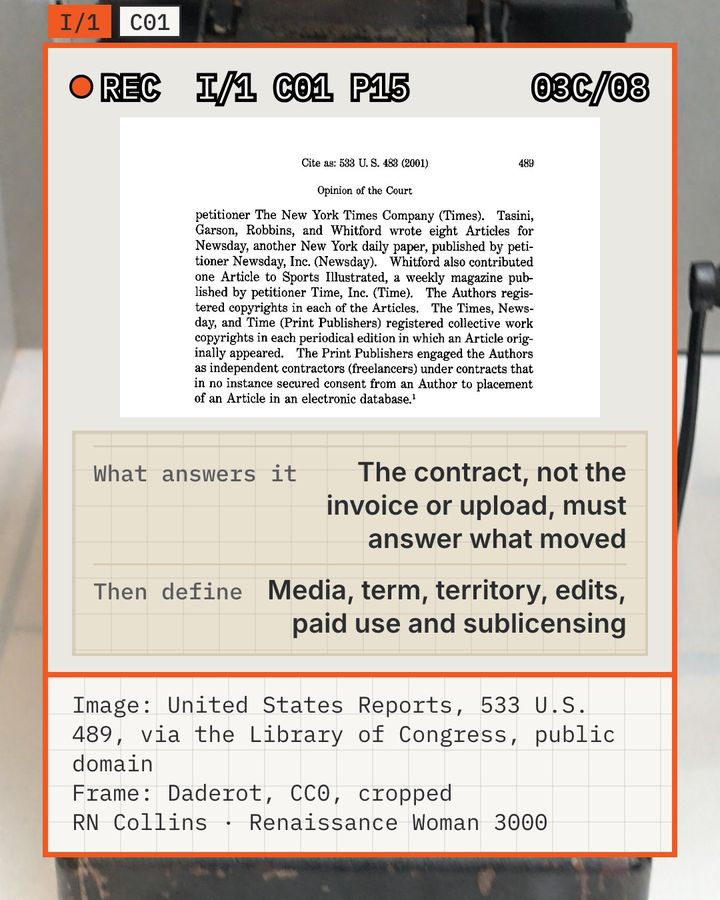 I/1 C01
REC I/1 C01 P15 03C/08
Cite as: 533 U. S. 483 (2001) 489
Opinion of the Court
petitioner The New York Times Company (Times). Tasini,
Garson, Robbins, and Whitford wrote eight Articles for
Newsday, another New York daily paper, published by peti-
tioner Newsday, Inc. (Newsday). Whitford also contributed
one Article to Sports Illustrated, a weekly magazine pub-
lished by petitioner Time, Inc. (Time). The Authors regis-
tered copyrights in each of the Articles. The Times, News-
day, and Time (Print Publishers) registered collective work
copyrights in each periodical edition in which an Article orig-
inally appeared. The Print Publishers engaged the Authors
as independent contractors (freelancers) under contracts that
in no instance secured consent from an Author to placement
of an Article in an electronic database.¹
What answers it
The contract, not the
invoice or upload, must
answer what moved
Then define
Media, term, territory, edits,
paid use and sublicensing
Image: United States Reports, 533 U.S.
489, via the Library of Congress, public
domain
Frame: Daderot, CC0, cropped
RN Collins · Renaissance Woman 3000